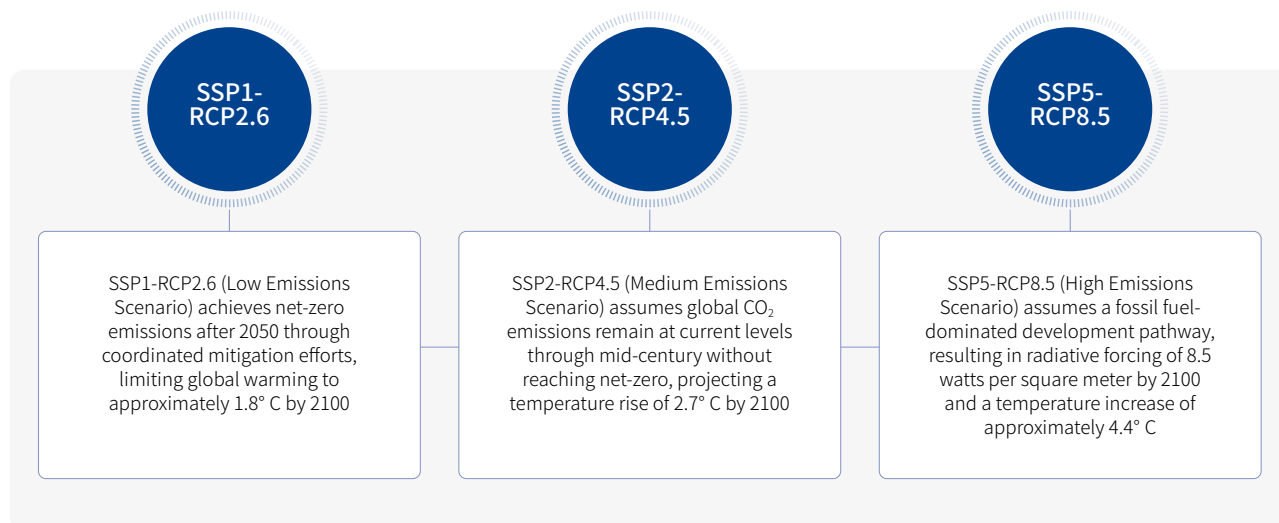 SSP1-
RCP2.6
SSP1-RCP2.6 (Low Emissions
Scenario) achieves net-zero
emissions after 2050 through
coordinated mitigation efforts,
limiting global warming to
approximately 1.8° C by 2100
SSP2-
RCP4.5
SSP2-RCP4.5 (Medium Emissions
Scenario) assumes global CO₂
emissions remain at current levels
through mid-century without
reaching net-zero, projecting a
temperature rise of 2.7° C by 2100
SSP5-
RCP8.5
SSP5-RCP8.5 (High Emissions
Scenario) assumes a fossil fuel-
dominated development pathway,
resulting in radiative forcing of 8.5
watts per square meter by 2100
and a temperature increase of
approximately 4.4° C